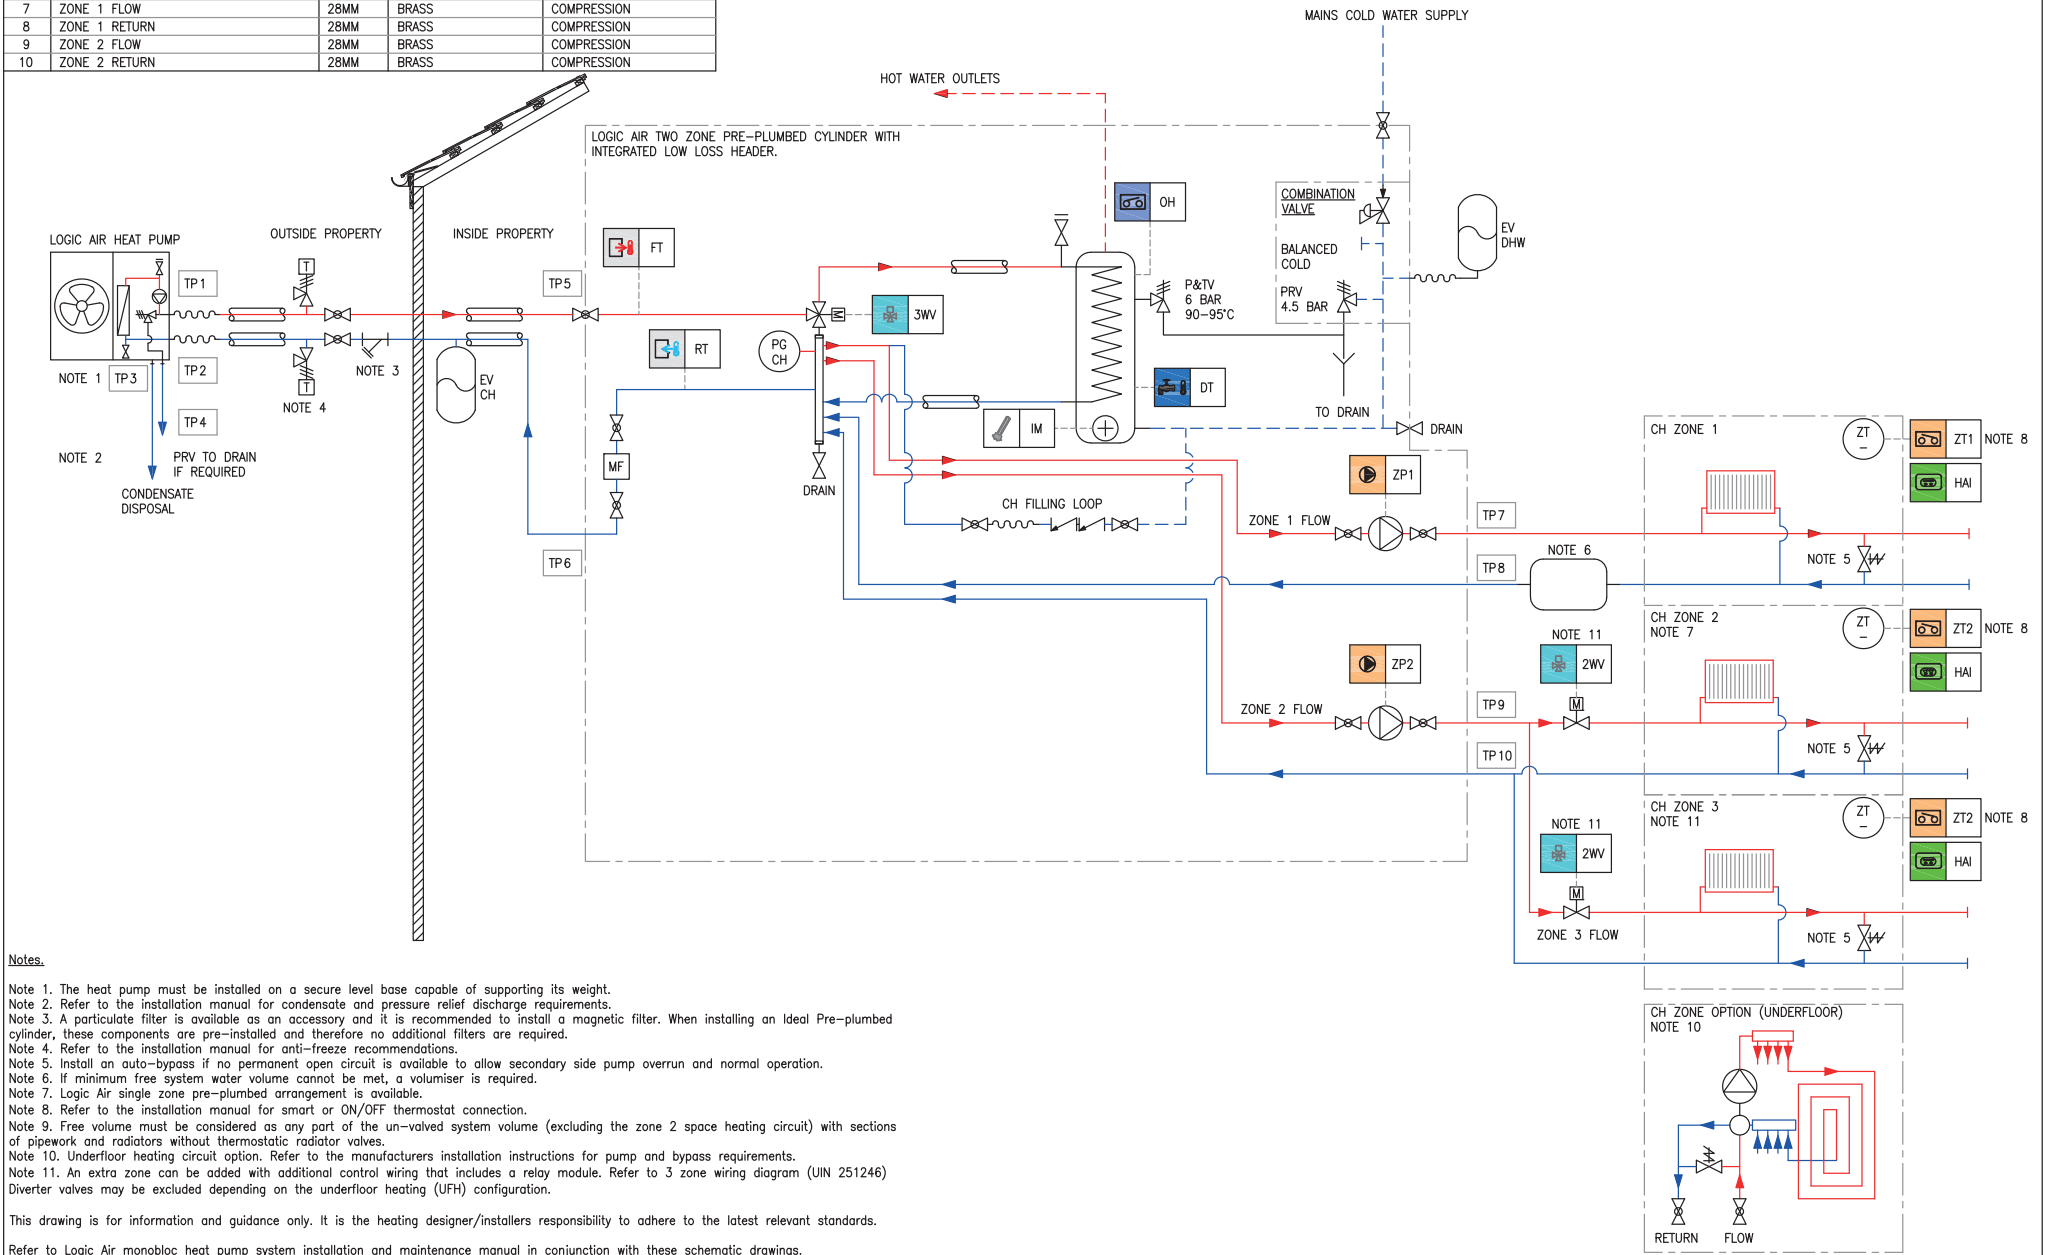 7 ZONE 1 FLOW 28MM BRASS COMPRESSION
8 ZONE 1 RETURN 28MM BRASS COMPRESSION
9 ZONE 2 FLOW 28MM BRASS COMPRESSION
10 ZONE 2 RETURN 28MM BRASS COMPRESSION
MAINS COLD WATER SUPPLY
HOT WATER OUTLETS
LOGIC AIR TWO ZONE PRE-PLUMBED CYLINDER WITH
INTEGRATED LOW LOSS HEADER.
OH
COMBINATION
VALVE
BALANCED
COLD
PRV
4.5 BAR
EV
DHW
LOGIC AIR HEAT PUMP
OUTSIDE PROPERTY
INSIDE PROPERTY
FT
TP1
T
TP5
P&TV
6 BAR
90-95°C
M
3WV
RT
PG
CH
NOTE 1
TP3
TP2
NOTE 3
EV
CH
T
NOTE 4
DT
TO DRAIN
TP4
IM
DRAIN
NOTE 2
PRV TO DRAIN
IF REQUIRED
MF
CONDENSATE
DISPOSAL
DRAIN
CH FILLING LOOP
ZP1
CH ZONE 1
ZT
–
ZT1
NOTE 8
HAI
ZONE 1 FLOW
TP7
TP6
NOTE 6
TP8
NOTE 5
CH ZONE 2
NOTE 7
ZT
–
ZT2
NOTE 8
HAI
NOTE 11
2WV
ZP2
M
ZONE 2 FLOW
TP9
NOTE 5
TP10
CH ZONE 3
NOTE 11
ZT
–
ZT2
NOTE 8
HAI
NOTE 11
2WV
M
ZONE 3 FLOW
NOTE 5
Notes.
Note 1. The heat pump must be installed on a secure level base capable of supporting its weight.
Note 2. Refer to the installation manual for condensate and pressure relief discharge requirements.
Note 3. A particulate filter is available as an accessory and it is recommended to install a magnetic filter. When installing an Ideal Pre-plumbed
cylinder, these components are pre-installed and therefore no additional filters are required.
Note 4. Refer to the installation manual for anti-freeze recommendations.
Note 5. Install an auto-bypass if no permanent open circuit is available to allow secondary side pump overrun and normal operation.
Note 6. If minimum free system water volume cannot be met, a volumiser is required.
Note 7. Logic Air single zone pre-plumbed arrangement is available.
Note 8. Refer to the installation manual for smart or ON/OFF thermostat connection.
Note 9. Free volume must be considered as any part of the un-valved system volume (excluding the zone 2 space heating circuit) with sections
of pipework and radiators without thermostatic radiator valves.
Note 10. Underfloor heating circuit option. Refer to the manufacturers installation instructions for pump and bypass requirements.
Note 11. An extra zone can be added with additional control wiring that includes a relay module. Refer to 3 zone wiring diagram (UIN 251246)
Diverter valves may be excluded depending on the underfloor heating (UFH) configuration.
This drawing is for information and guidance only. It is the heating designer/installers responsibility to adhere to the latest relevant standards.
Refer to Logic Air monobloc heat pump system installation and maintenance manual in conjunction with these schematic drawings.
CH ZONE OPTION (UNDERFLOOR)
NOTE 10
RETURN
FLOW